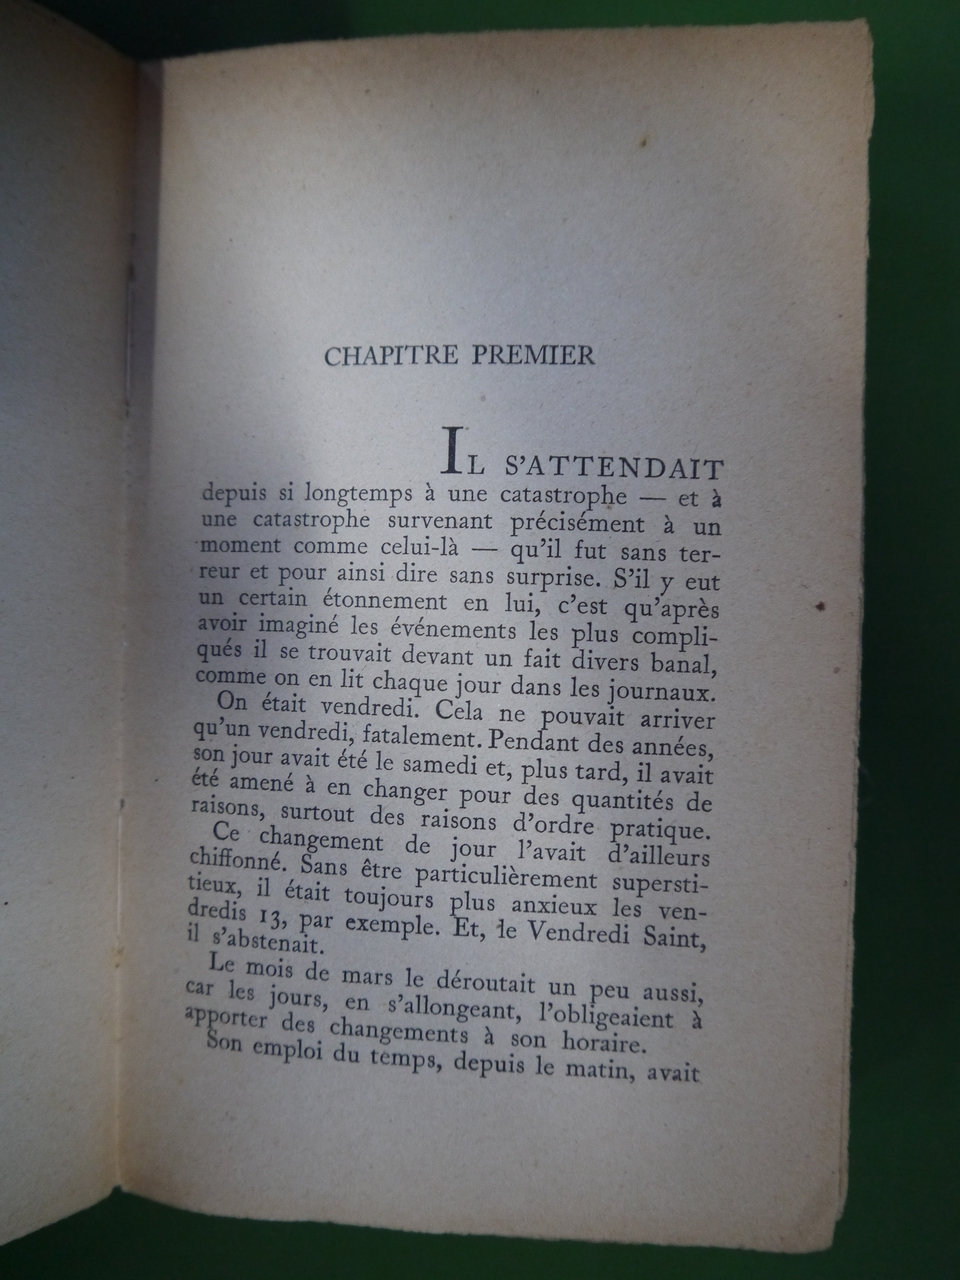 CHAPITRE PREMIER
IL S'ATTENDAIT
depuis si longtemps à une catastrophe — et à
une catastrophe survenant précisément à un
moment comme celui-là — qu'il fut sans ter-
reur et pour ainsi dire sans surprise. S'il y eut
un certain étonnement en lui, c'est qu'après
avoir imaginé les événements les plus compli-
qués il se trouvait devant un fait divers banal,
comme on en lit chaque jour dans les journaux.
On était vendredi. Cela ne pouvait arriver
qu'un vendredi, fatalement. Pendant des années,
son jour avait été le samedi et, plus tard, il avait
été amené à en changer pour des quantités de
raisons, surtout des raisons d'ordre pratique.
Ce changement de jour l'avait d'ailleurs
chiffonné. Sans être particulièrement supersti-
tieux, il était toujours plus anxieux les ven-
dredis 13, par exemple. Et, le Vendredi Saint,
il s'abstenait.
Le mois de mars le déroutait un peu aussi,
car les jours, en s'allongeant, l'obligeaient à
apporter des changements à son horaire.
Son emploi du temps, depuis le matin, avait